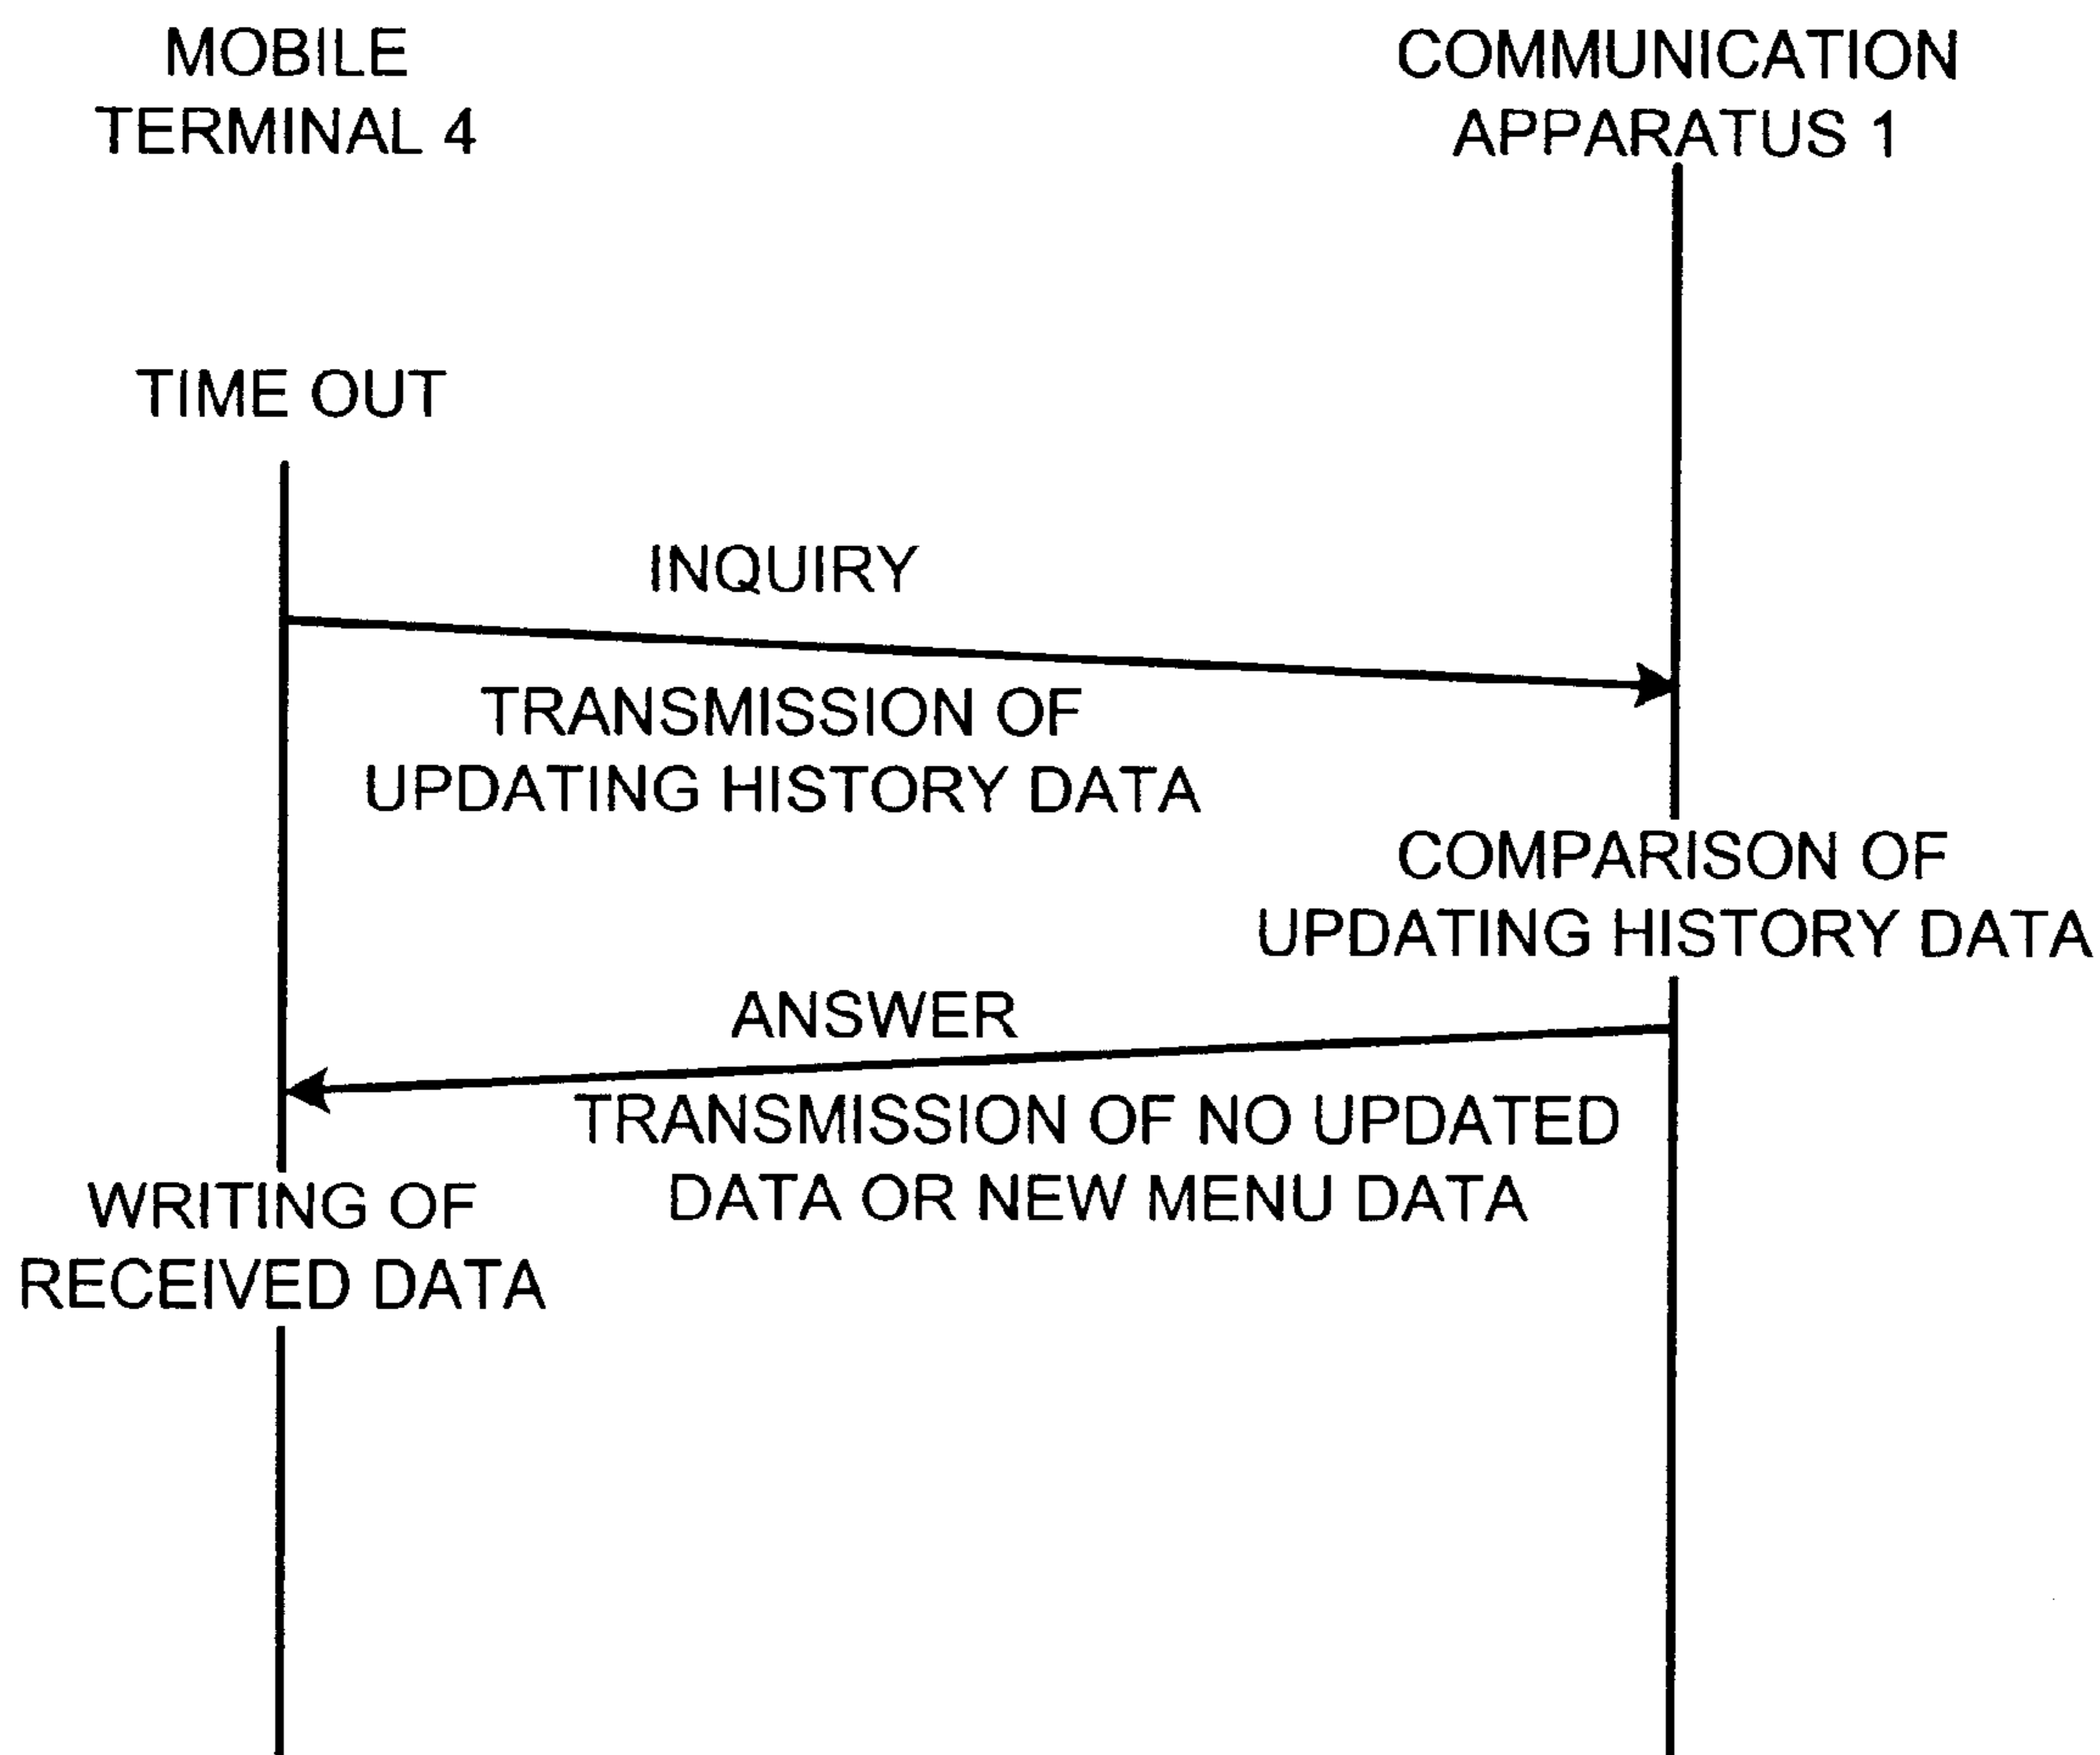 MOBILE
TERMINAL 4
COMMUNICATION
APPARATUS 1
TIME OUT
INQUIRY
TRANSMISSION OF
UPDATING HISTORY DATA
COMPARISON OF
UPDATING HISTORY DATA
ANSWER
TRANSMISSION OF NO UPDATED
DATA OR NEW MENU DATA
WRITING OF
RECEIVED DATA